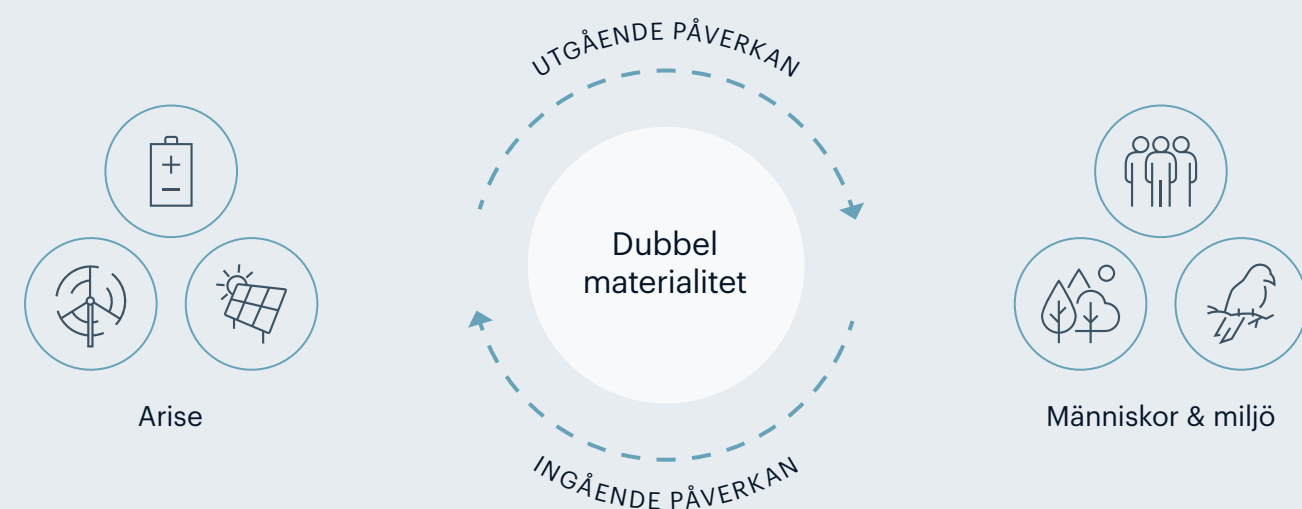 UTGÅENDE PÅVERKAN
Dubbel
materialitet
Arise
Människor & miljö
INGÅENDE PÅVERKAN